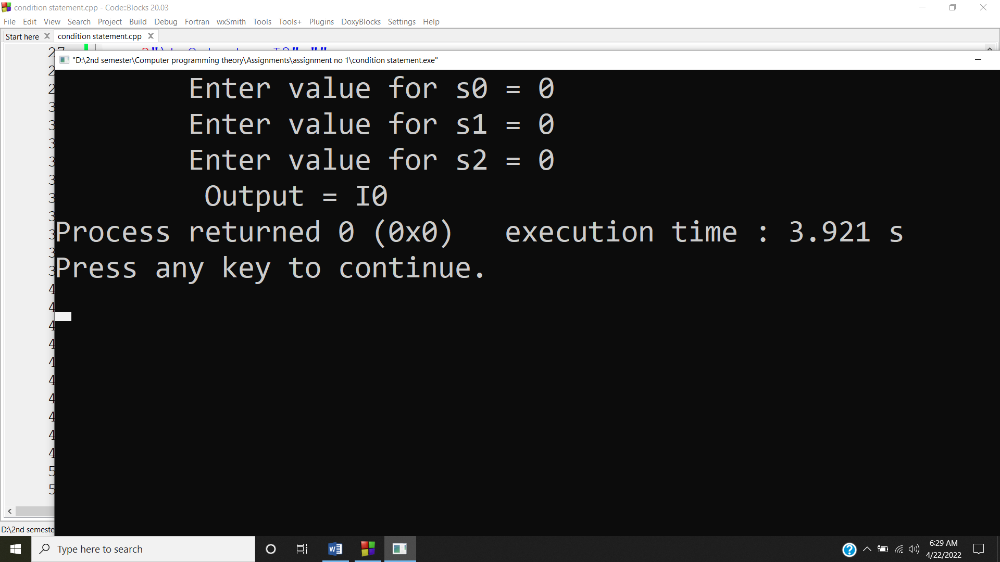 condition statement.cpp - Code::Blocks 20.03
File Edit View Search Project Build Debug Fortran wxSmith Tools Tools+ Plugins DoxyBlocks Settings Help
Start here condition statement.cpp
"D:\2nd semester\Computer programming theory\Assignments\assignment no 1\condition statement.exe"
Enter value for s0 = 0
Enter value for s1 = 0
Enter value for s2 = 0
Output = I0
Process returned 0 (0x0)   execution time : 3.921 s
Press any key to continue.
D:\2nd semeste
Type here to search
6:29 AM
4/22/2022